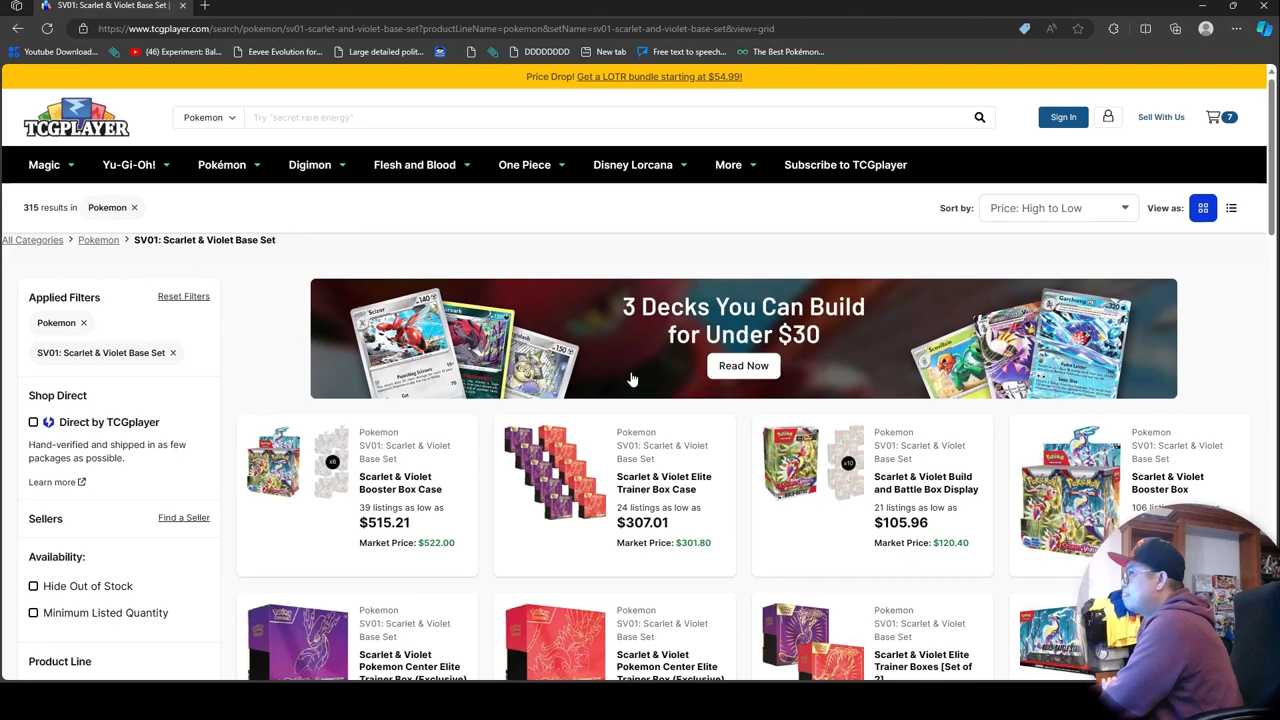 SV01: Scarlet & Violet Base Set |
https://www.tcgplayer.com/search/pokemon/sv01-scarlet-and-violet-base-set?productLineName=pokemon&setName=sv01-scarlet-and-violet-base-set&view=grid
Youtube Download... (46) Experiment: Bal... Eevee Evolution for... Large detailed polit... DDDDDDDD New tab Free text to speech... The Best Pokémon...
Price Drop! Get a LOTR bundle starting at $54.99!
TCGPLAYER
Pokemon
Try "secret rare energy"
Sign In
Sell With Us
7
Magic Yu-Gi-Oh! Pokémon Digimon Flesh and Blood One Piece Disney Lorcana More Subscribe to TCGplayer
315 results in Pokemon
Sort by: Price: High to Low View as:
All Categories > Pokemon > SV01: Scarlet & Violet Base Set
Applied Filters Reset Filters
Pokemon
SV01: Scarlet & Violet Base Set
Shop Direct
Direct by TCGplayer
Hand-verified and shipped in as few
packages as possible.
Learn more
Sellers Find a Seller
Availability:
Hide Out of Stock
Minimum Listed Quantity
Product Line
Scizor 140
Punishing Scissors
150
3 Decks You Can Build
for Under $30
Read Now
Scovillain
Garchomp 320
x6
Pokemon
SV01: Scarlet & Violet
Base Set
Scarlet & Violet
Booster Box Case
39 listings as low as
$515.21
Market Price: $522.00
Pokemon
SV01: Scarlet & Violet
Base Set
Scarlet & Violet Elite
Trainer Box Case
24 listings as low as
$307.01
Market Price: $301.80
x10
Pokemon
SV01: Scarlet & Violet
Base Set
Scarlet & Violet Build
and Battle Box Display
21 listings as low as
$105.96
Market Price: $120.40
Pokemon
SV01: Scarlet & Violet
Base Set
Scarlet & Violet
Booster Box
106 listings as low as
Pokemon
SV01: Scarlet & Violet
Base Set
Scarlet & Violet
Pokemon Center Elite
Trainer Box (Exclusive)
Pokemon
SV01: Scarlet & Violet
Base Set
Scarlet & Violet
Pokemon Center Elite
Trainer Box (Exclusive)
Pokemon
SV01: Scarlet & Violet
Base Set
Scarlet & Violet Elite
Trainer Boxes [Set of
2]